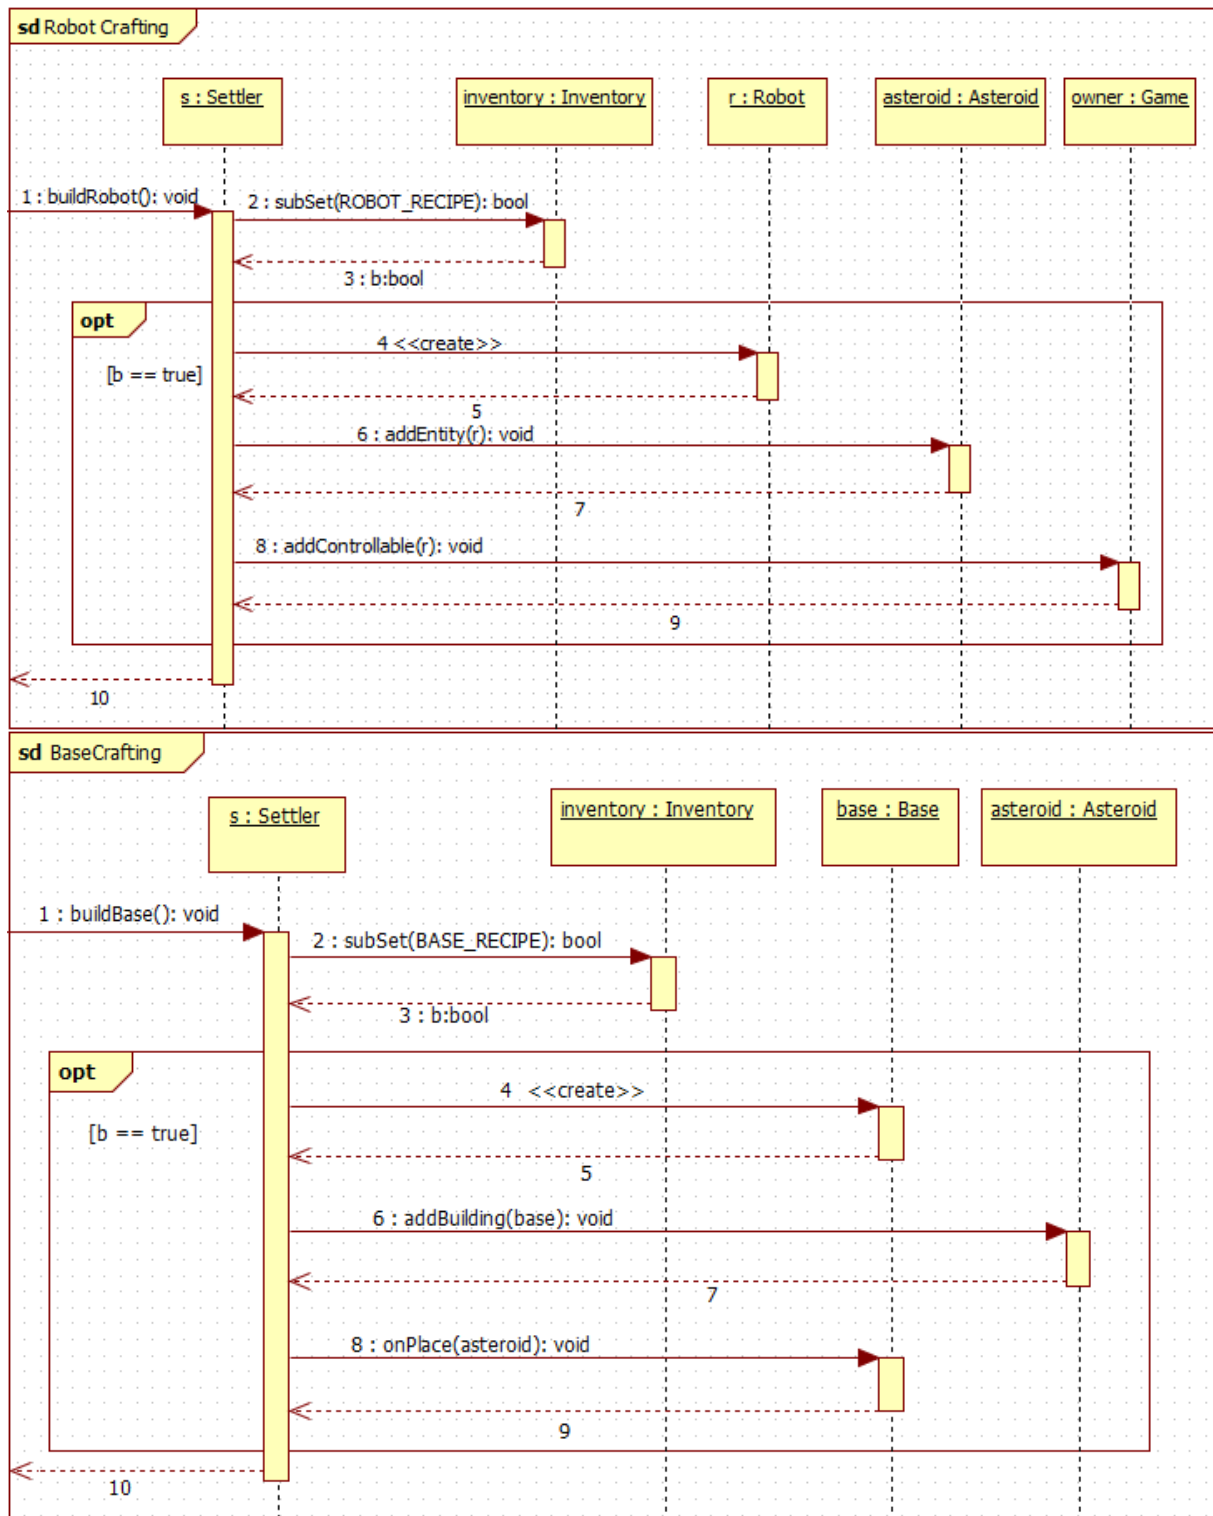 sd Robot Crafting
s : Settler
inventory : Inventory
r : Robot
asteroid : Asteroid
owner : Game
1 : buildRobot(): void
2 : subSet(ROBOT_RECIPE): bool
3 : b:bool
opt
4 <<create>>
[b == true]
5
6 : addEntity(r): void
7
8 : addControllable(r): void
9
10
sd BaseCrafting
s : Settler
inventory : Inventory
base : Base
asteroid : Asteroid
1 : buildBase(): void
2 : subSet(BASE_RECIPE): bool
3 : b:bool
opt
4 <<create>>
[b == true]
5
6 : addBuilding(base): void
7
8 : onPlace(asteroid): void
9
10